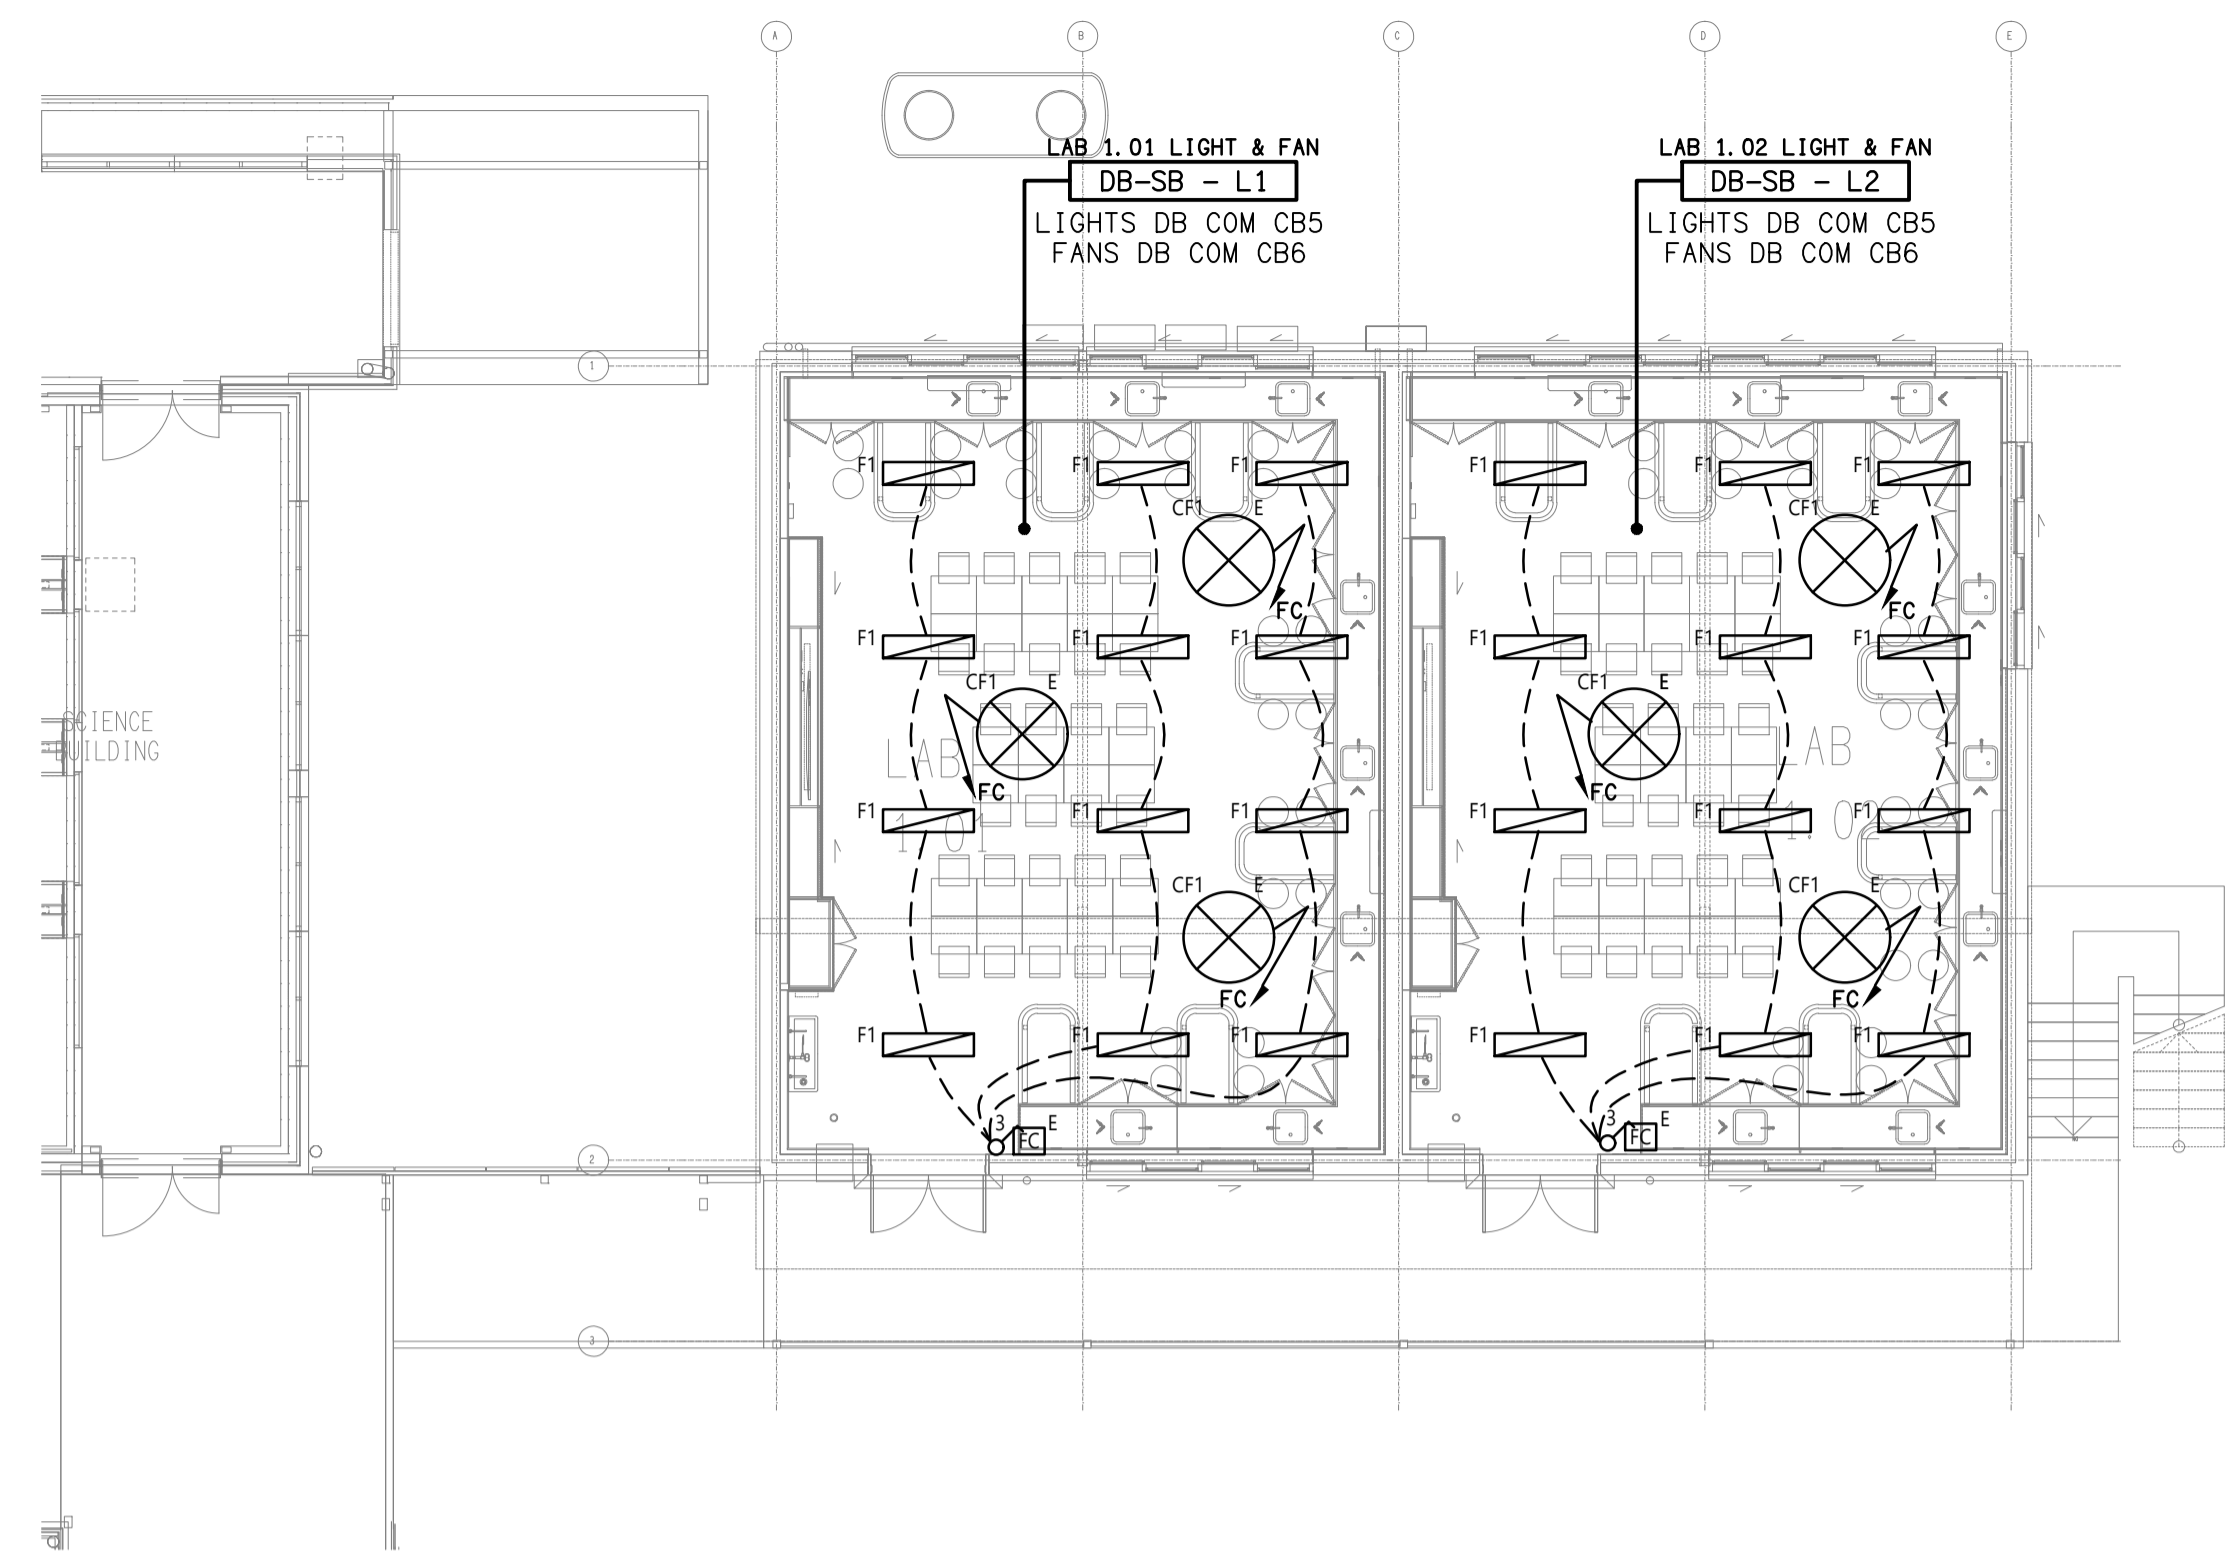 A
B
C
D
E
LAB 1.01 LIGHT & FAN
DB-SB - L1
LIGHTS DB COM CB5
FANS DB COM CB6
LAB 1.02 LIGHT & FAN
DB-SB - L2
LIGHTS DB COM CB5
FANS DB COM CB6
1
F1 F1 F1 F1 F1 F1
CF1 E CF1 E
FC FC
F1 F1 F1 F1 F1 F1
CF1 E CF1 E
SCIENCE
BUILDING
LAB
1.01
LAB
1.02
FC FC
F1 F1 F1 F1 F1 F1
CF1 E CF1 E
FC FC
F1 F1 F1 F1 F1 F1
3 FC E
3 FC E
2
3